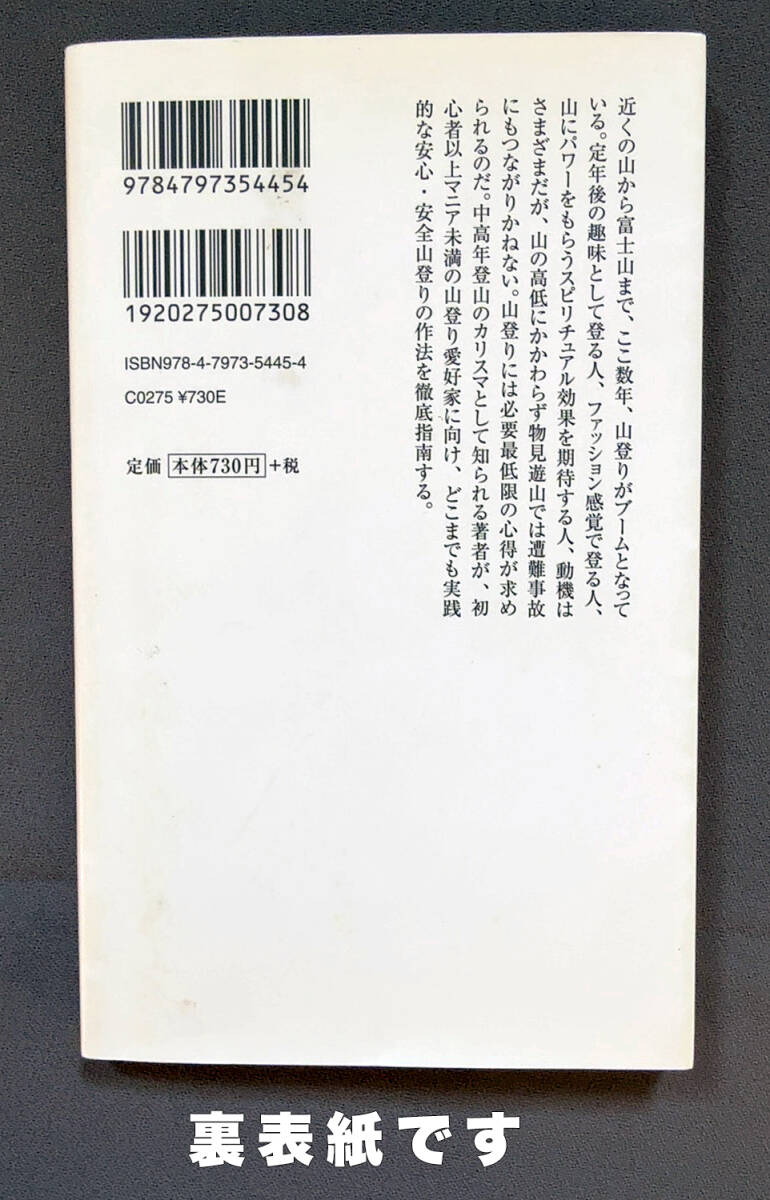 近くの山から富士山まで、ここ数年、山登りがブームとなって
いる。定年後の趣味として登る人、ファッション感覚で登る人、
山にパワーをもらうスピリチュアル効果を期待する人、動機は
さまざまだが、山の高低にかかわらず物見遊山では遭難事故
にもつながりかねない。山登りには必要最低限の心得が求め
られるのだ。中高年登山のカリスマとして知られる著者が、初
心者以上マニア未満の山登り愛好家に向け、どこまでも実践
的な安心・安全山登りの作法を徹底指南する。
9784797354454
1920275007308
ISBN978-4-7973-5445-4
C0275 ¥730E
定価 本体730円 +税
裏表紙です